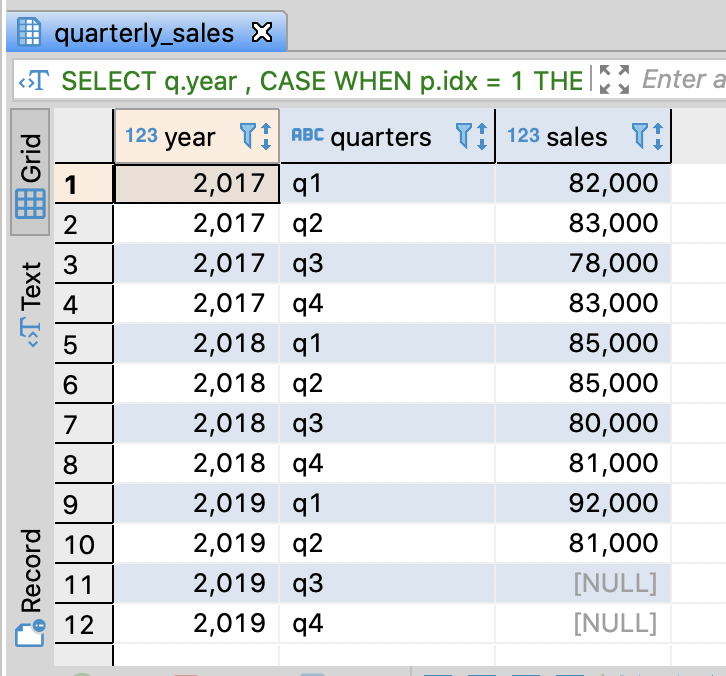 quarterly_sales
SELECT q.year , CASE WHEN p.idx = 1 THE Enter a
123 year ABC quarters 123 sales
Grid
Text
Record
1 2,017 q1 82,000
2 2,017 q2 83,000
3 2,017 q3 78,000
4 2,017 q4 83,000
5 2,018 q1 85,000
6 2,018 q2 85,000
7 2,018 q3 80,000
8 2,018 q4 81,000
9 2,019 q1 92,000
10 2,019 q2 81,000
11 2,019 q3 [NULL]
12 2,019 q4 [NULL]